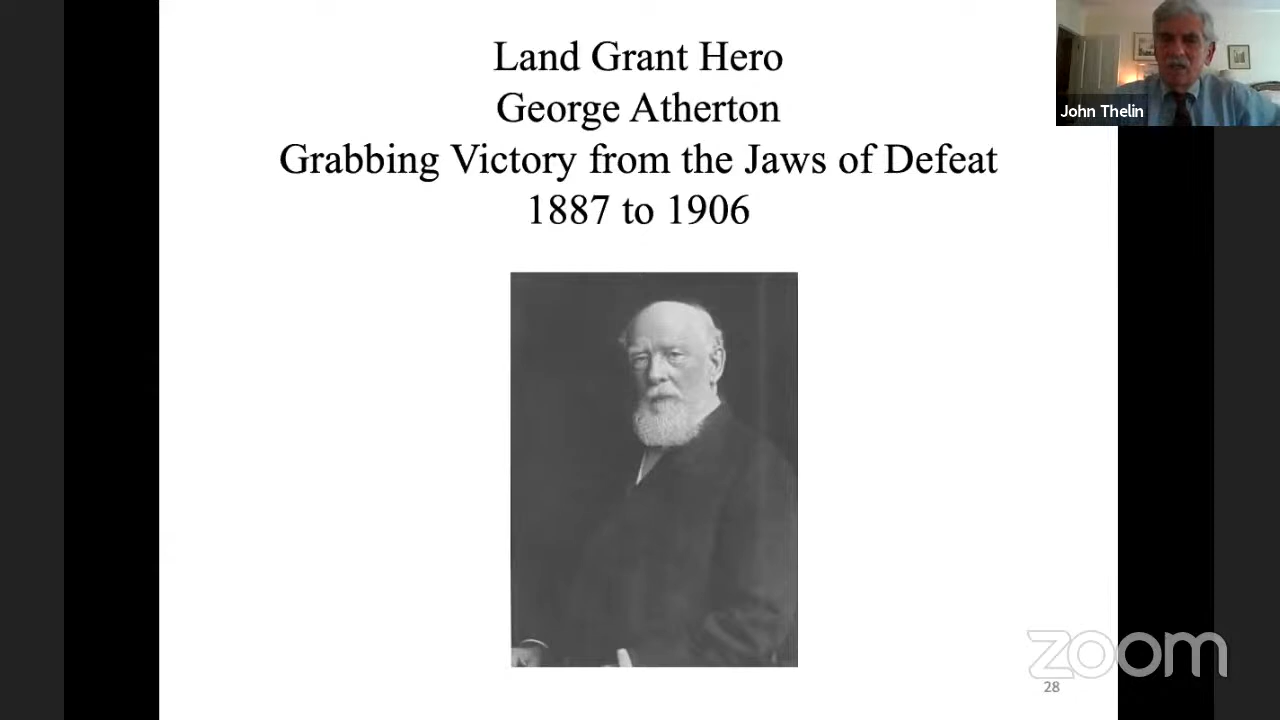 Land Grant Hero
George Atherton
Grabbing Victory from the Jaws of Defeat
1887 to 1906
John Thelin
zoom
28